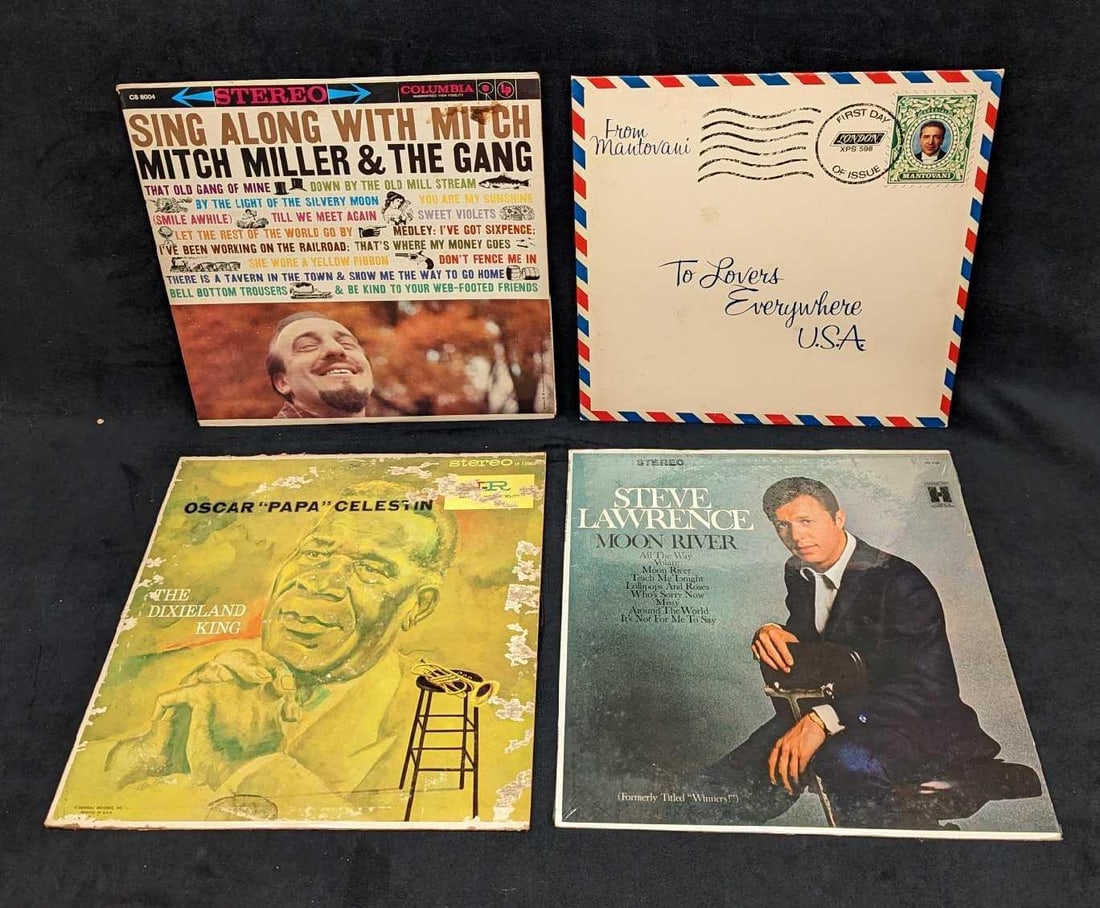 CS 8004
STEREO
COLUMBIA
LP
SING ALONG WITH MITCH
MITCH MILLER & THE GANG
THAT OLD GANG OF MINE DOWN BY THE OLD MILL STREAM
BY THE LIGHT OF THE SILVERY MOON YOU ARE MY SUNSHINE
(SMILE AWHILE) TILL WE MEET AGAIN SWEET VIOLETS
LET THE REST OF THE WORLD GO BY MEDLEY: I'VE GOT SIXPENCE;
I'VE BEEN WORKING ON THE RAILROAD; THAT'S WHERE MY MONEY GOES
SHE WORE A YELLOW RIBBON DON'T FENCE ME IN
THERE IS A TAVERN IN THE TOWN & SHOW ME THE WAY TO GO HOME
BELL BOTTOM TROUSERS & BE KIND TO YOUR WEB-FOOTED FRIENDS
From
Mantovani
FIRST DAY
LONDON
XPS 598
OF ISSUE
MANTOVANI
To Lovers
Everywhere
U.S.A.
stereo
OSCAR "PAPA" CELESTIN
THE
DIXIELAND
KING
STEREO
H
STEVE
LAWRENCE
MOON RIVER
All The Way
Volare
Moon River
Teach Me Tonight
Lollipops And Roses
Who's Sorry Now
Misty
Around The World
It's Not For Me To Say
(Formerly Titled "Winners!")